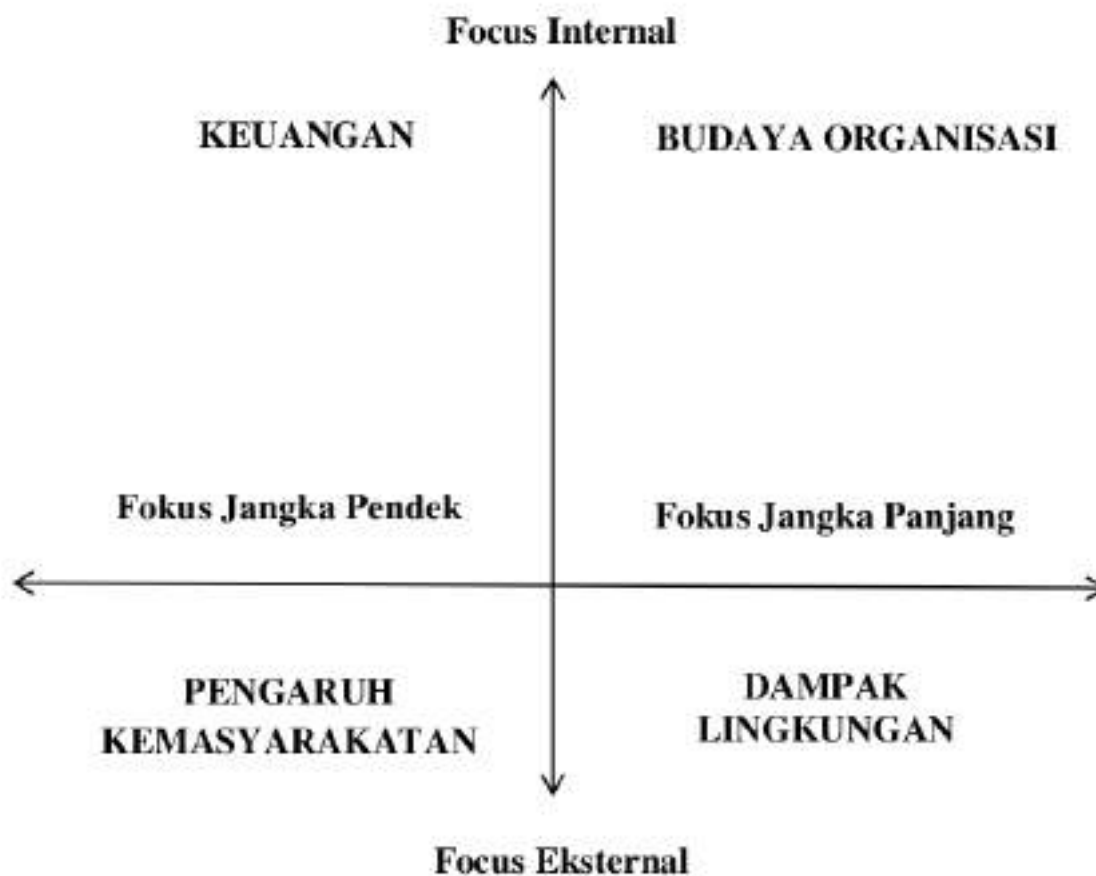 Focus Internal
KEUANGAN
BUDAYA ORGANISASI
Fokus Jangka Pendek
Fokus Jangka Panjang
PENGARUH
KEMASYARAKATAN
DAMPAK
LINGKUNGAN
Focus Eksternal